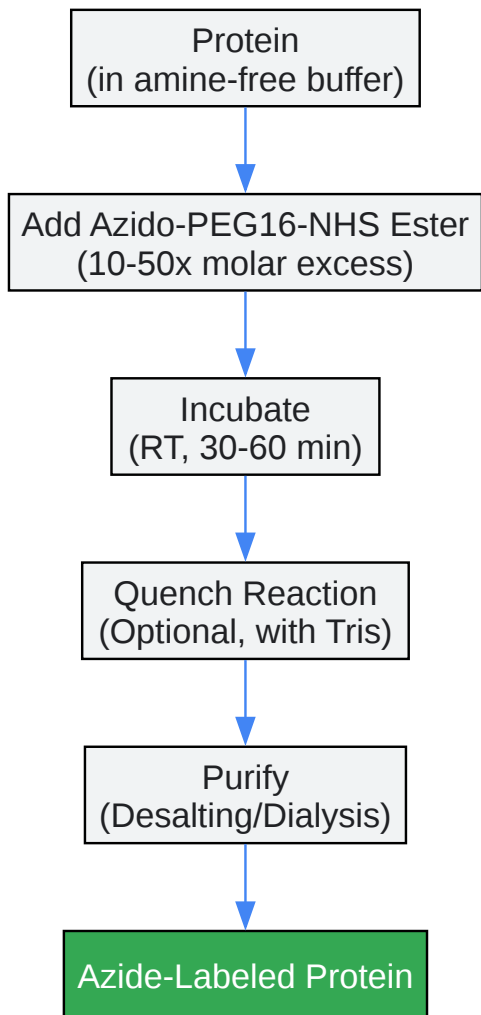 Protein
(in amine-free buffer)
Add Azido-PEG16-NHS Ester
(10-50x molar excess)
Incubate
(RT, 30-60 min)
Quench Reaction
(Optional, with Tris)
Purify
(Desalting/Dialysis)
Azide-Labeled Protein